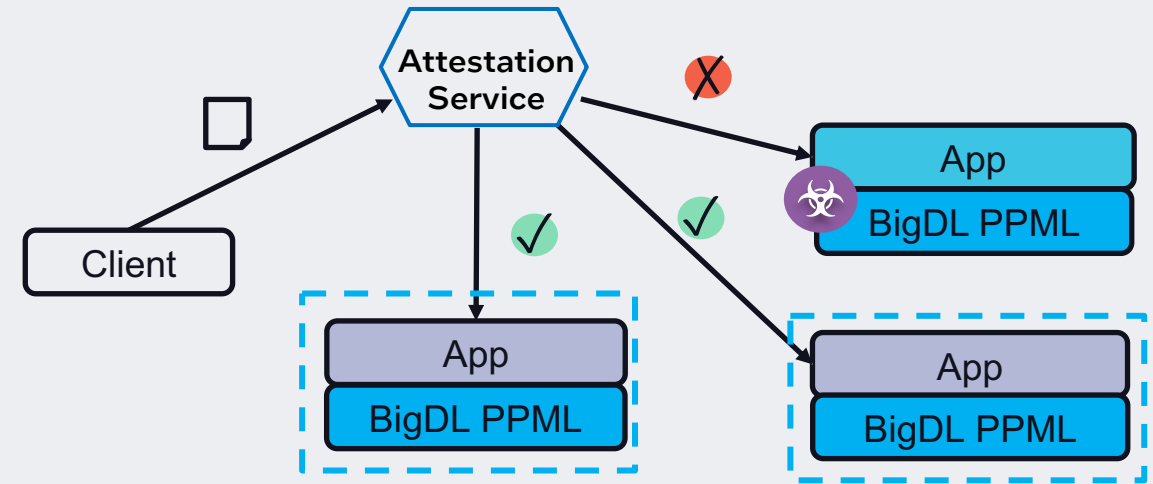 Attestation
Service
App
BigDL PPML
Client
App
BigDL PPML
App
BigDL PPML